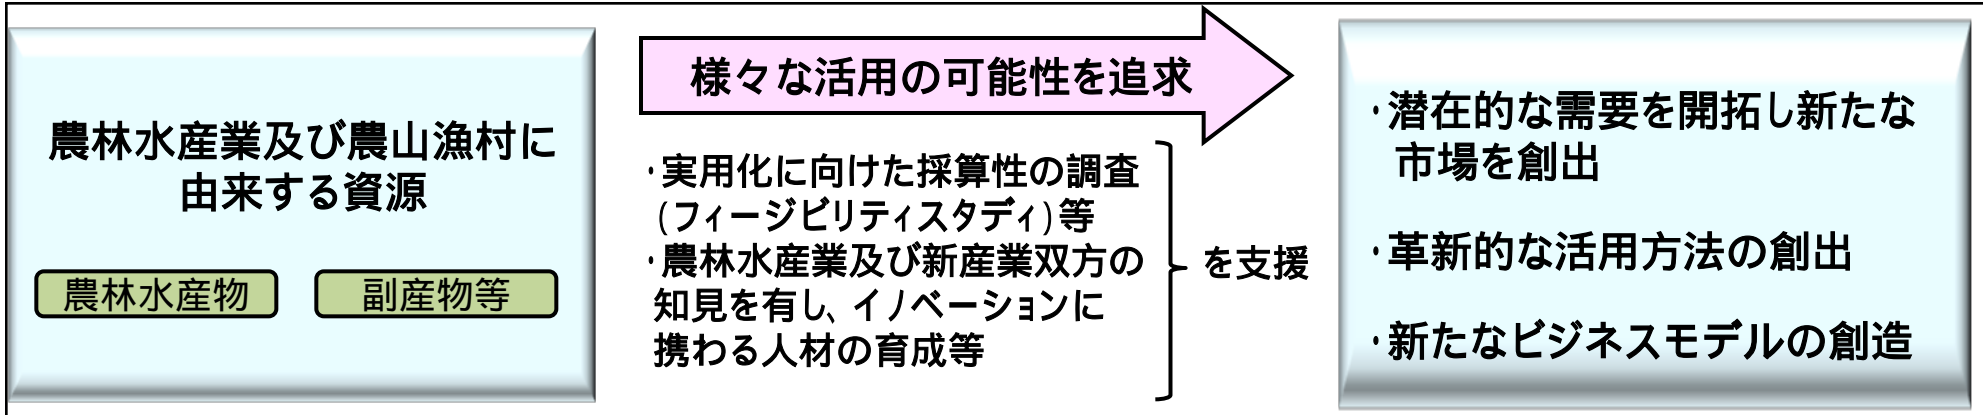 農林水産業及び農山漁村に
由来する資源
農林水産物
副産物等
様々な活用の可能性を追求
・実用化に向けた採算性の調査
(フィージビリティスタディ)等
・農林水産業及び新産業双方の
知見を有し、イノベーションに
携わる人材の育成等
を支援
・潜在的な需要を開拓し新たな
市場を創出
・革新的な活用方法の創出
・新たなビジネスモデルの創造